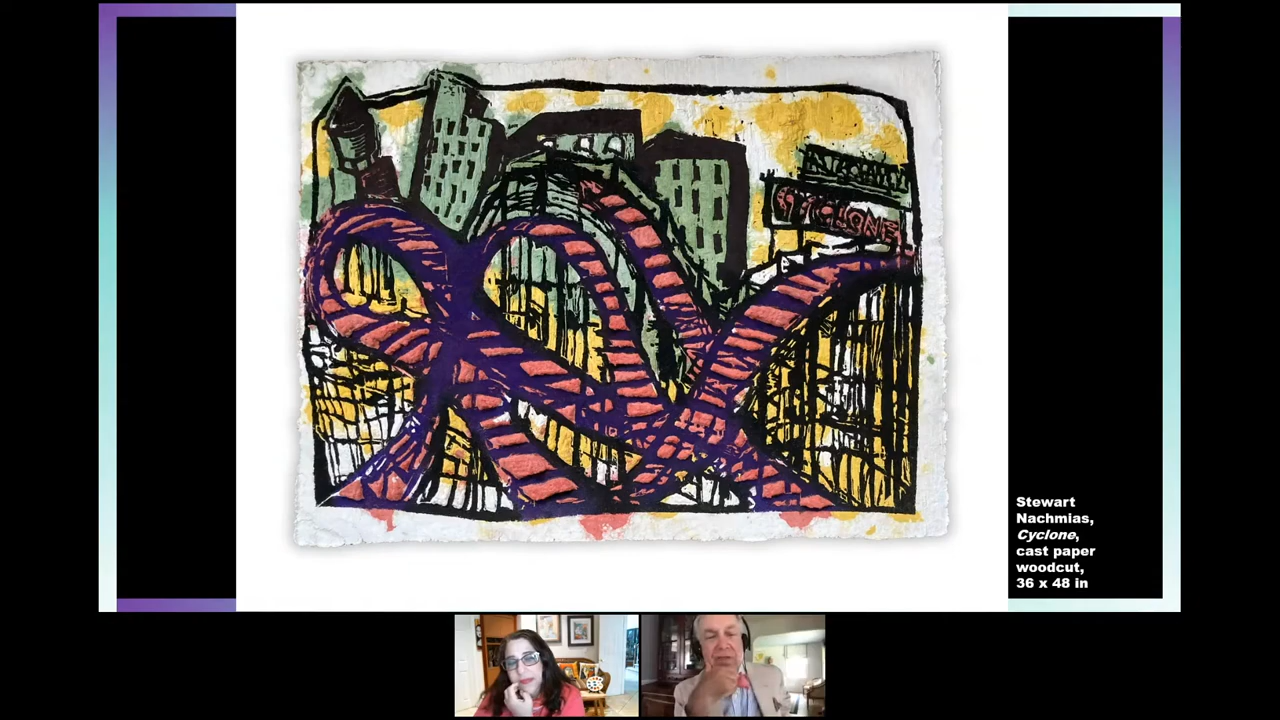 CYCLONE
Stewart
Nachmias,
Cyclone,
cast paper
woodcut,
36 x 48 in